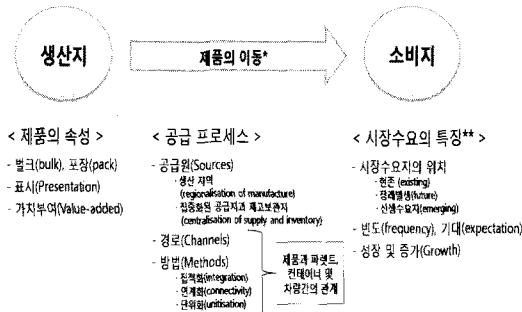 생산지
제품의 이동*
소비지
< 제품의 속성 >
- 벌크(bulk), 포장(pack)
- 표시(Presentation)
- 가치부여(Value-added)
< 공급 프로세스 >
- 공급원(Sources)
· 생산 지역
(regionalisation of manufacture)
· 집중화된 공급지와 재고보관지
(centralisation of supply and inventory)
- 경로(Channels)
- 방법(Methods)
· 집적화(integration)
· 연계화(connectivity)
· 단위화(unitisation)
제품과 파렛트,
컨테이너 및
차량간의 관계
< 시장수요의 특징** >
- 시장수요지의 위치
· 현존 (existing)
· 장래발생(future)
· 신생수요지(emerging)
- 빈도(frequency), 기대(expectation)
- 성장 및 증가(Growth)